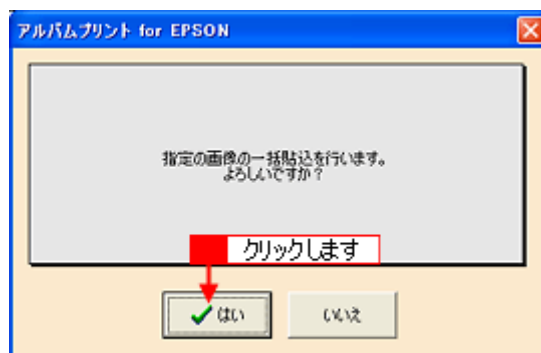 アルバムプリント for EPSON
指定の画像の一括貼込を行います。
よろしいですか？
クリックします
はい
いいえ